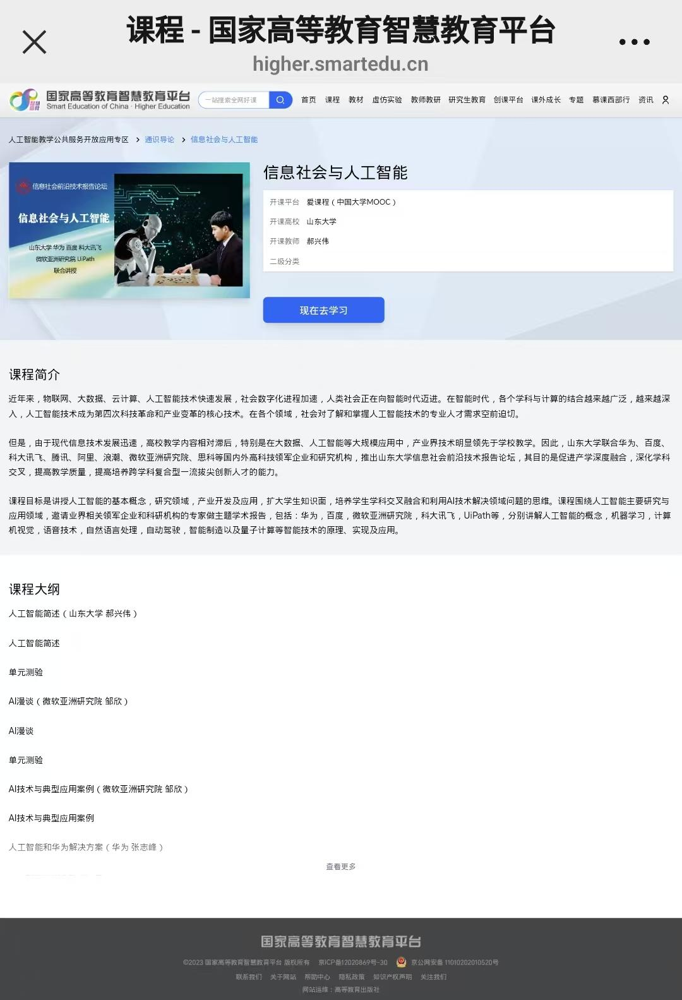 课程 - 国家高等教育智慧教育平台
higher.smartedu.cn
国家高等教育智慧教育平台
Smart Education of China · Higher Education
一站搜索全网好课
首页 课程 教材 虚仿实验 教师教研 研究生教育 创课平台 课外成长 专题 慕课西部行 资讯
人工智能教学公共服务开放应用专区 > 通识导论 > 信息社会与人工智能
信息社会前沿技术报告论坛
信息社会与人工智能
山东大学 华为 百度 科大讯飞
微软亚洲研究院 UiPath
联合讲授
信息社会与人工智能
开课平台 爱课程（中国大学MOOC）
开课高校 山东大学
开课教师 郝兴伟
二级分类
现在去学习
课程简介
近年来，物联网、大数据、云计算、人工智能技术快速发展，社会数字化进程加速，人类社会正在向智能时代迈进。在智能时代，各个学科与计算的结合越来越广泛，越来越深
入，人工智能技术成为第四次科技革命和产业变革的核心技术。在各个领域，社会对了解和掌握人工智能技术的专业人才需求空前迫切。
但是，由于现代信息技术发展迅速，高校教学内容相对滞后，特别是在大数据、人工智能等大规模应用中，产业界技术明显领先于学校教学。因此，山东大学联合华为、百度、
科大讯飞、腾讯、阿里、浪潮、微软亚洲研究院、思科等国内外高科技领军企业和研究机构，推出山东大学信息社会前沿技术报告论坛，其目的是促进产学深度融合，深化学科
交叉，提高教学质量，提高培养跨学科复合型一流拔尖创新人才的能力。
课程目标是讲授人工智能的基本概念，研究领域，产业开发及应用，扩大学生知识面，培养学生学科交叉融合和利用AI技术解决领域问题的思维。课程围绕人工智能主要研究与
应用领域，邀请业界相关领军企业和科研机构的专家做主题学术报告，包括：华为，百度，微软亚洲研究院，科大讯飞，UiPath等，分别讲解人工智能的概念，机器学习，计算
机视觉，语音技术，自然语言处理，自动驾驶，智能制造以及量子计算等智能技术的原理、实现及应用。
课程大纲
人工智能简述（山东大学 郝兴伟）
人工智能简述
单元测验
AI漫谈（微软亚洲研究院 邹欣）
AI漫谈
单元测验
AI技术与典型应用案例（微软亚洲研究院 邹欣）
AI技术与典型应用案例
人工智能和华为解决方案（华为 张志峰）
查看更多
国家高等教育智慧教育平台
©2023 国家高等教育智慧教育平台 版权所有 京ICP备12020869号-30 京公网安备 11010202010520号
联系我们 关于网站 帮助中心 隐私政策 知识产权声明 关注我们
网站运维：高等教育出版社